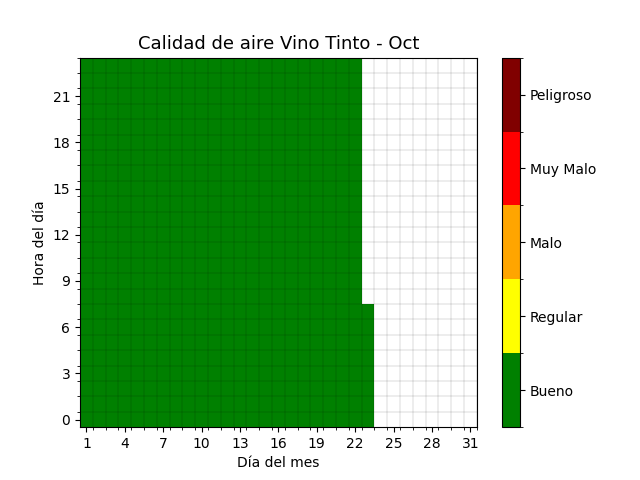 Calidad de aire Vino Tinto - Oct
Hora del día
21
18
15
12
9
6
3
0
1 4 7 10 13 16 19 22 25 28 31
Día del mes
Peligroso
Muy Malo
Malo
Regular
Bueno